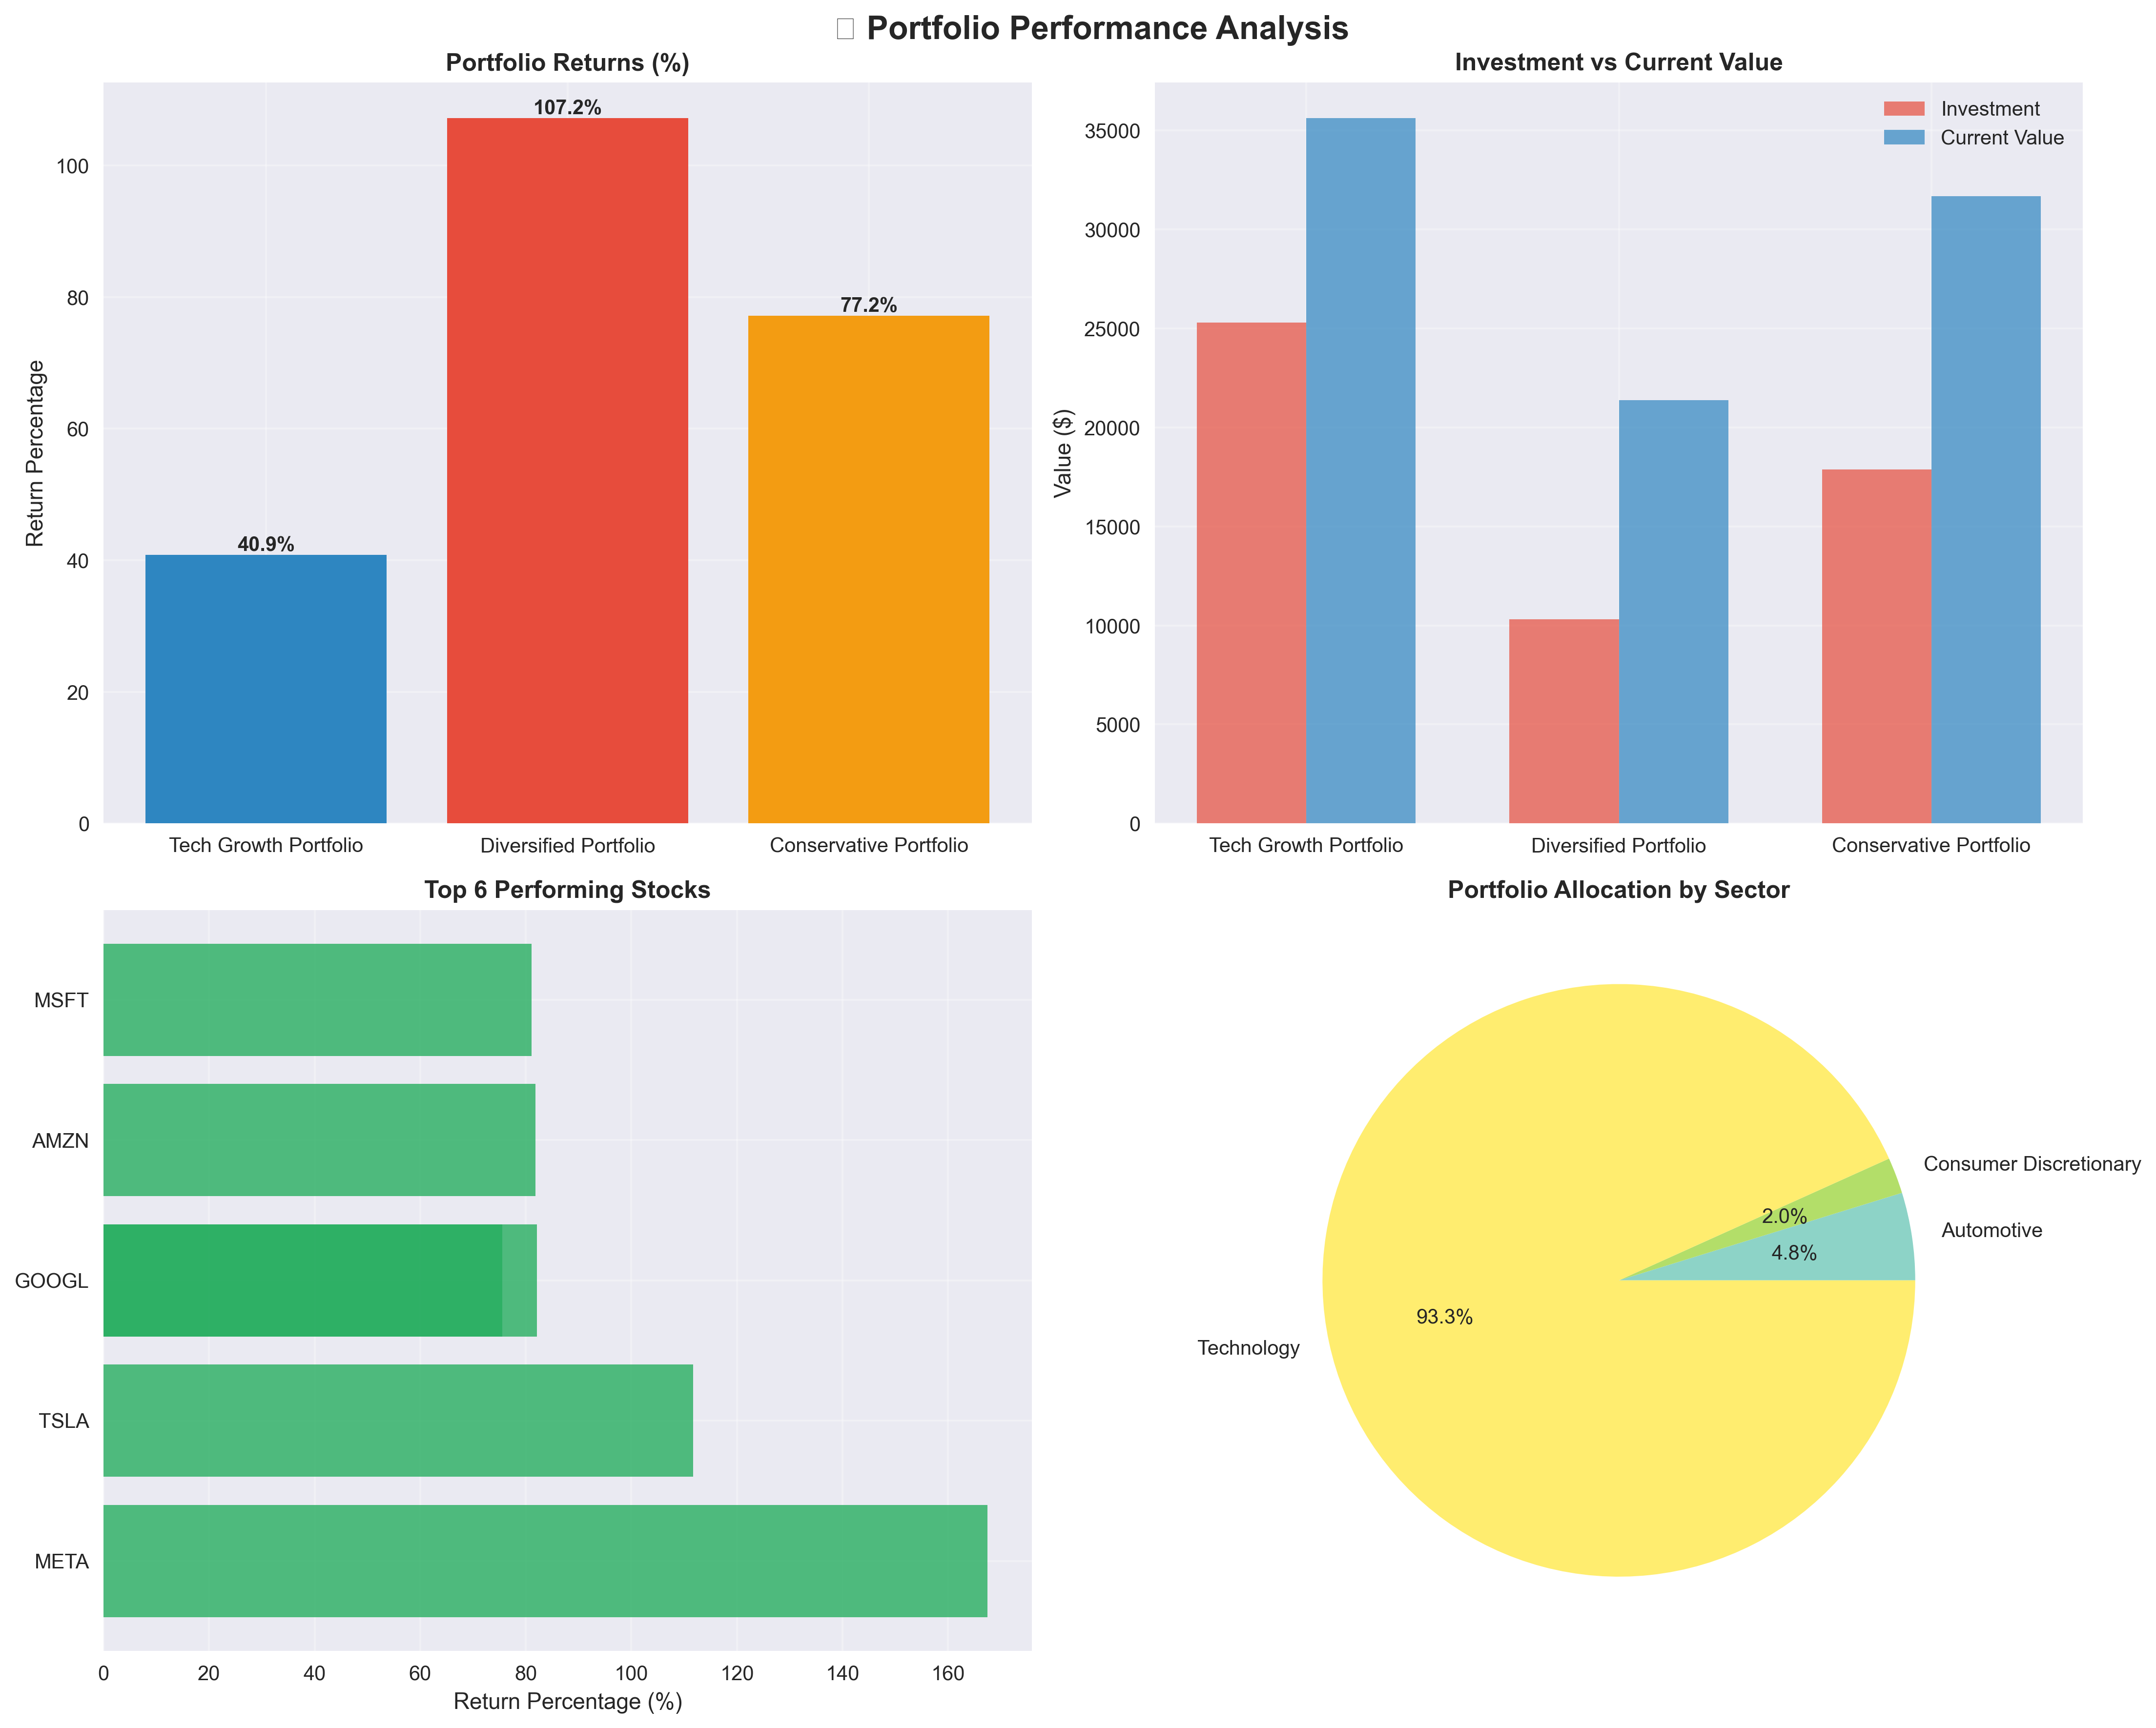 Portfolio Performance Analysis
Portfolio Returns (%)
Return Percentage
100
80
60
40
20
0
107.2%
77.2%
40.9%
Tech Growth Portfolio
Diversified Portfolio
Conservative Portfolio
Investment vs Current Value
Investment
Current Value
Value ($)
35000
30000
25000
20000
15000
10000
5000
0
Tech Growth Portfolio
Diversified Portfolio
Conservative Portfolio
Top 6 Performing Stocks
MSFT
AMZN
GOOGL
TSLA
META
0
20
40
60
80
100
120
140
160
Return Percentage (%)
Portfolio Allocation by Sector
Consumer Discretionary
2.0%
Automotive
4.8%
93.3%
Technology